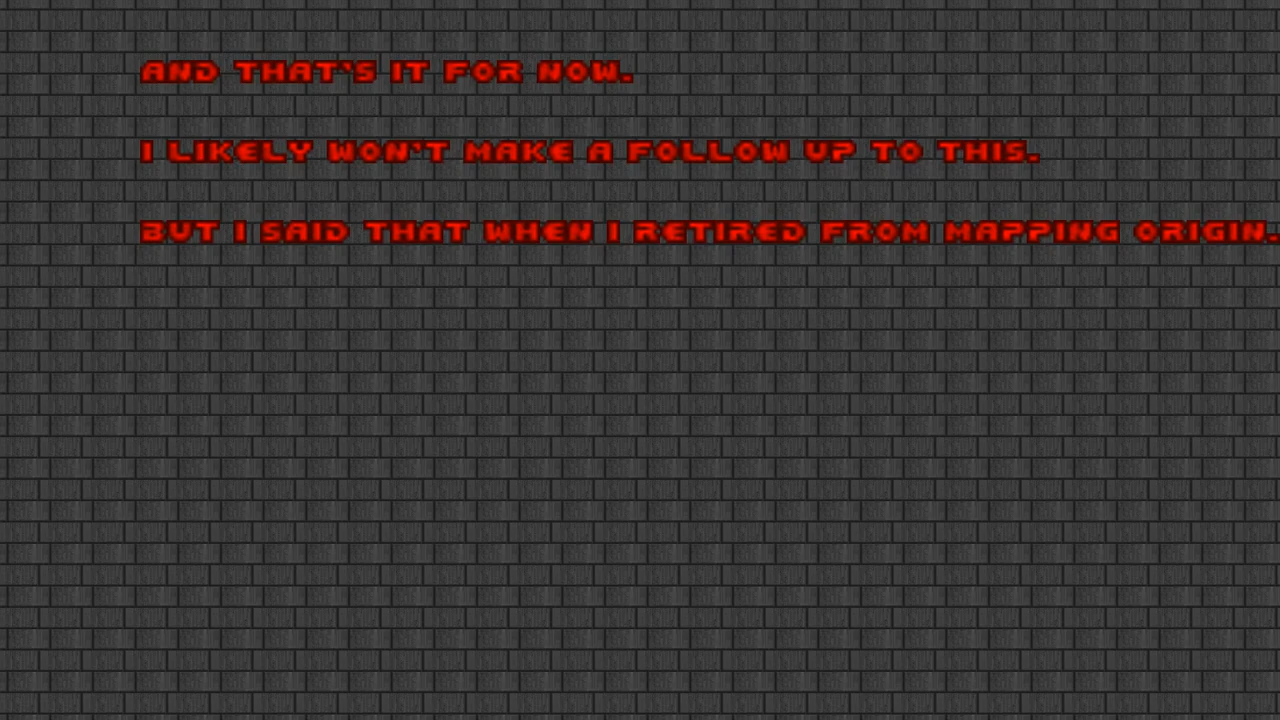 AND THAT'S IT FOR NOW.
I LIKELY WON'T MAKE A FOLLOW UP TO THIS.
BUT I SAID THAT WHEN I RETIRED FROM MAPPING ORIGIN.